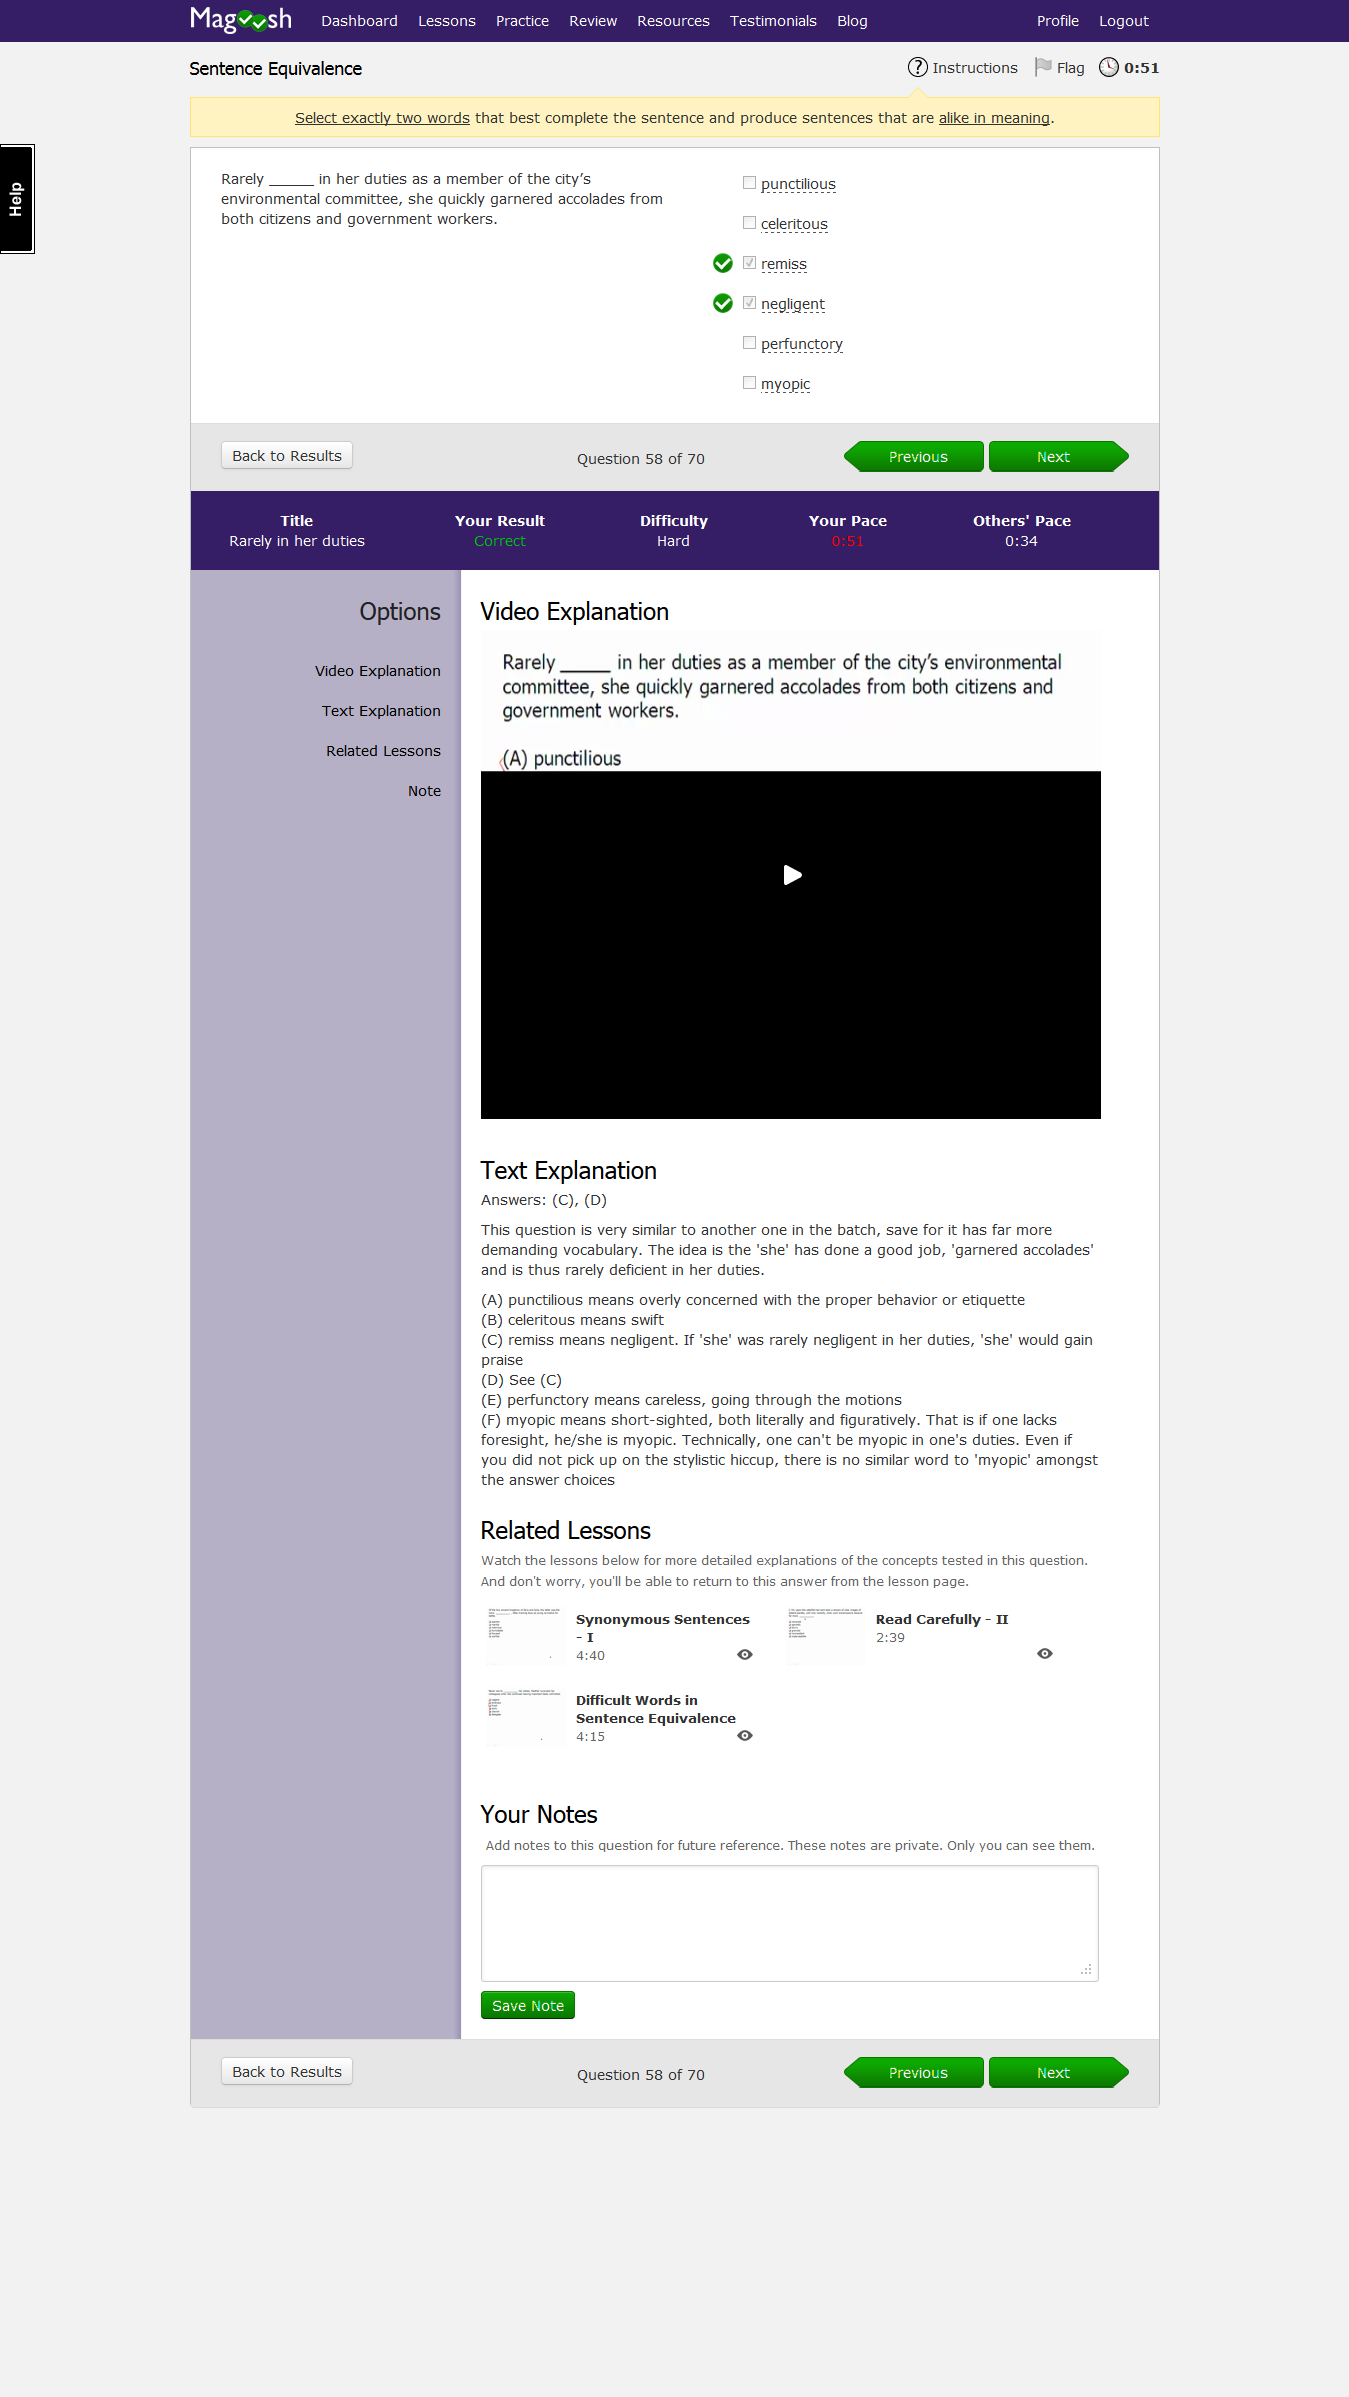 Magoosh Dashboard Lessons Practice Review Resources Testimonials Blog Profile Logout
Sentence Equivalence
Instructions Flag 0:51
Select exactly two words that best complete the sentence and produce sentences that are alike in meaning.
Help
Rarely ______ in her duties as a member of the city’s
environmental committee, she quickly garnered accolades from
both citizens and government workers.
punctilious
celeritous
remiss
negligent
perfunctory
myopic
Back to Results Question 58 of 70 Previous Next
Title Your Result Difficulty Your Pace Others' Pace
Rarely in her duties Correct Hard 0:51 0:34
Options
Video Explanation
Text Explanation
Related Lessons
Note
Video Explanation
Rarely _____ in her duties as a member of the city’s environmental
committee, she quickly garnered accolades from both citizens and
government workers.
(A) punctilious
Text Explanation
Answers: (C), (D)
This question is very similar to another one in the batch, save for it has far more
demanding vocabulary. The idea is the 'she' has done a good job, 'garnered accolades'
and is thus rarely deficient in her duties.
(A) punctilious means overly concerned with the proper behavior or etiquette
(B) celeritous means swift
(C) remiss means negligent. If 'she' was rarely negligent in her duties, 'she' would gain
praise
(D) See (C)
(E) perfunctory means careless, going through the motions
(F) myopic means short-sighted, both literally and figuratively. That is if one lacks
foresight, he/she is myopic. Technically, one can't be myopic in one's duties. Even if
you did not pick up on the stylistic hiccup, there is no similar word to 'myopic' amongst
the answer choices
Related Lessons
Watch the lessons below for more detailed explanations of the concepts tested in this question.
And don't worry, you'll be able to return to this answer from the lesson page.
Synonymous Sentences
- I
4:40
Read Carefully - II
2:39
Difficult Words in
Sentence Equivalence
4:15
Your Notes
Add notes to this question for future reference. These notes are private. Only you can see them.
Save Note
Back to Results Question 58 of 70 Previous Next